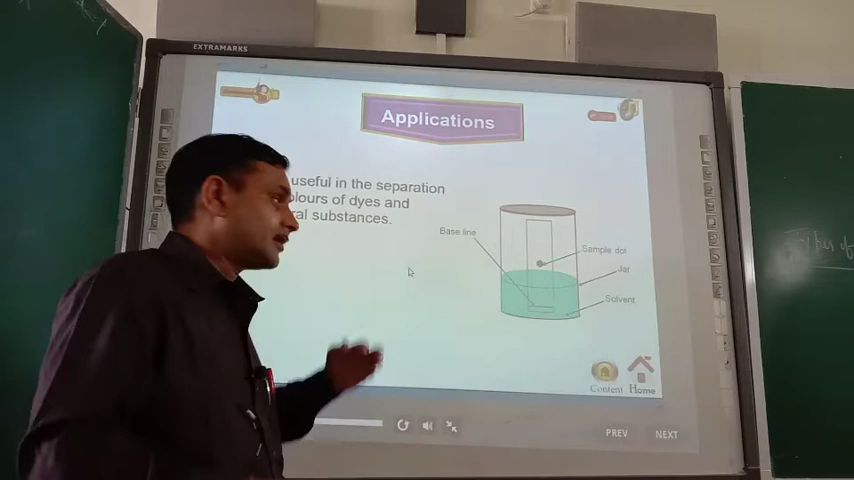 EXTRAMARKS
Applications
useful in the separation
olours of dyes and
ral substances.
Base line
Sample dot
Jar
Solvent
Content Home
PREV NEXT